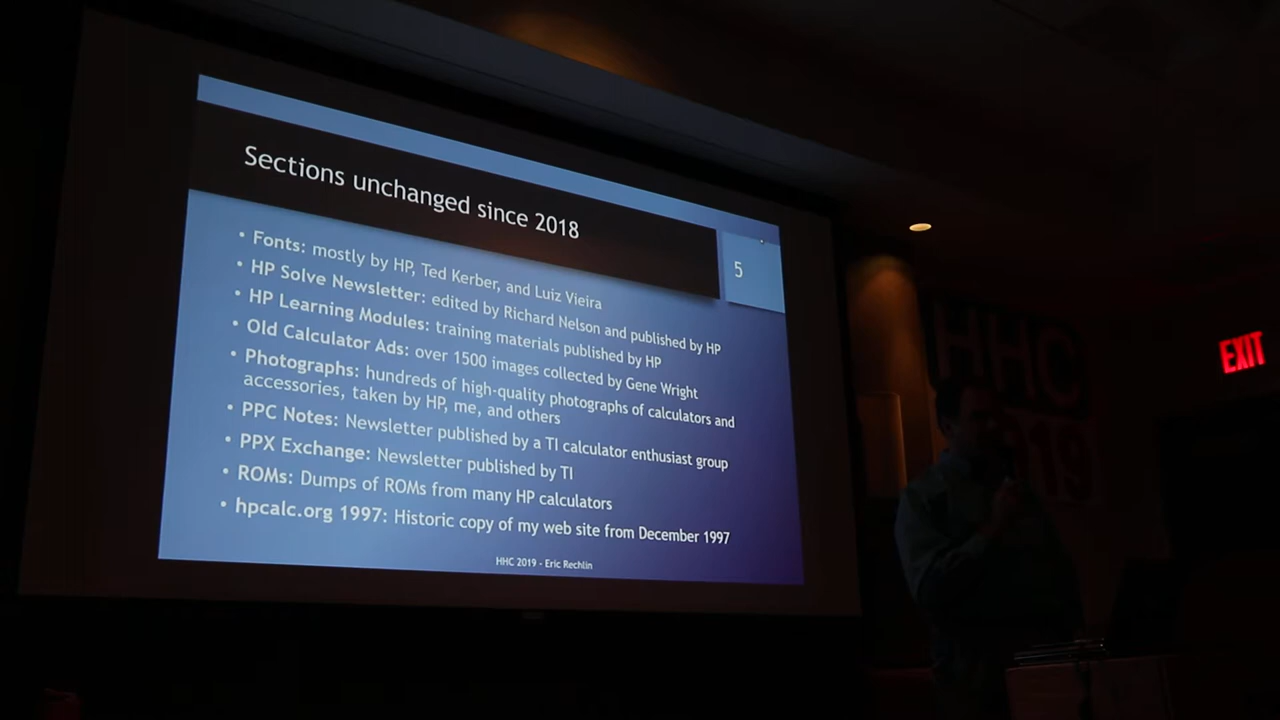 Sections unchanged since 2018
5
• Fonts: mostly by HP, Ted Kerber, and Luiz Vieira
• HP Solve Newsletter: edited by Richard Nelson and published by HP
• HP Learning Modules: training materials published by HP
• Old Calculator Ads: over 1500 images collected by Gene Wright
• Photographs: hundreds of high-quality photographs of calculators and
accessories, taken by HP, me, and others
• PPC Notes: Newsletter published by a TI calculator enthusiast group
• PPX Exchange: Newsletter published by TI
• ROMs: Dumps of ROMs from many HP calculators
• hpcalc.org 1997: Historic copy of my web site from December 1997
HHC 2019 - Eric Rechlin
HHC
2019
EXIT